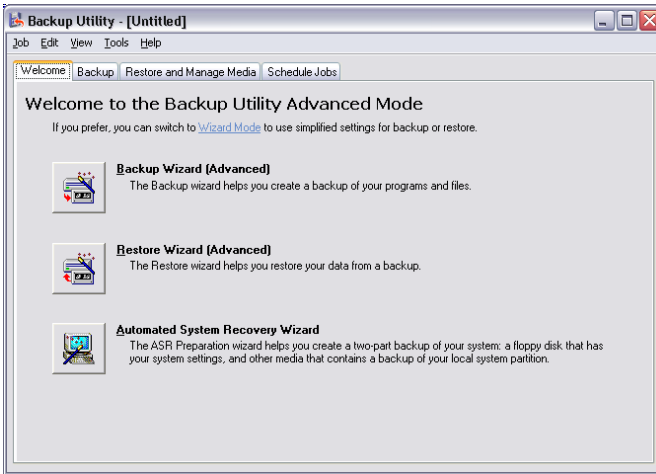 Backup Utility - [Untitled]
Job Edit View Tools Help
Welcome Backup Restore and Manage Media Schedule Jobs
Welcome to the Backup Utility Advanced Mode
If you prefer, you can switch to Wizard Mode to use simplified settings for backup or restore.
Backup Wizard (Advanced)
The Backup wizard helps you create a backup of your programs and files.
Restore Wizard (Advanced)
The Restore wizard helps you restore your data from a backup.
Automated System Recovery Wizard
The ASR Preparation wizard helps you create a two-part backup of your system: a floppy disk that has
your system settings, and other media that contains a backup of your local system partition.